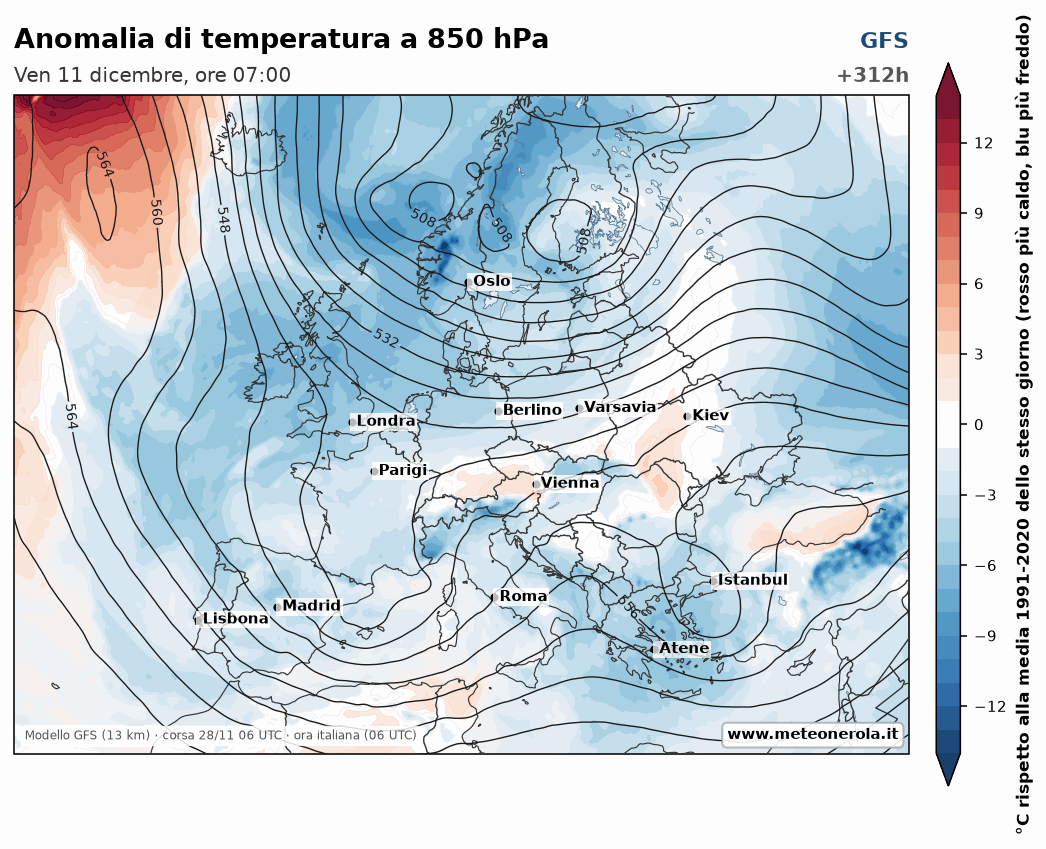 Anomalia di temperatura a 850 hPa
GFS
Ven 11 dicembre, ore 07:00
+312h
564
560
548
508
508
508
532
564
536
Oslo
Berlino
Varsavia
Kiev
Londra
Parigi
Vienna
Istanbul
Roma
Madrid
Lisbona
Atene
Modello GFS (13 km) · corsa 28/11 06 UTC · ora italiana (06 UTC)
www.meteonerola.it
12
9
6
3
0
−3
−6
−9
−12
°C rispetto alla media 1991-2020 dello stesso giorno (rosso più caldo, blu più freddo)